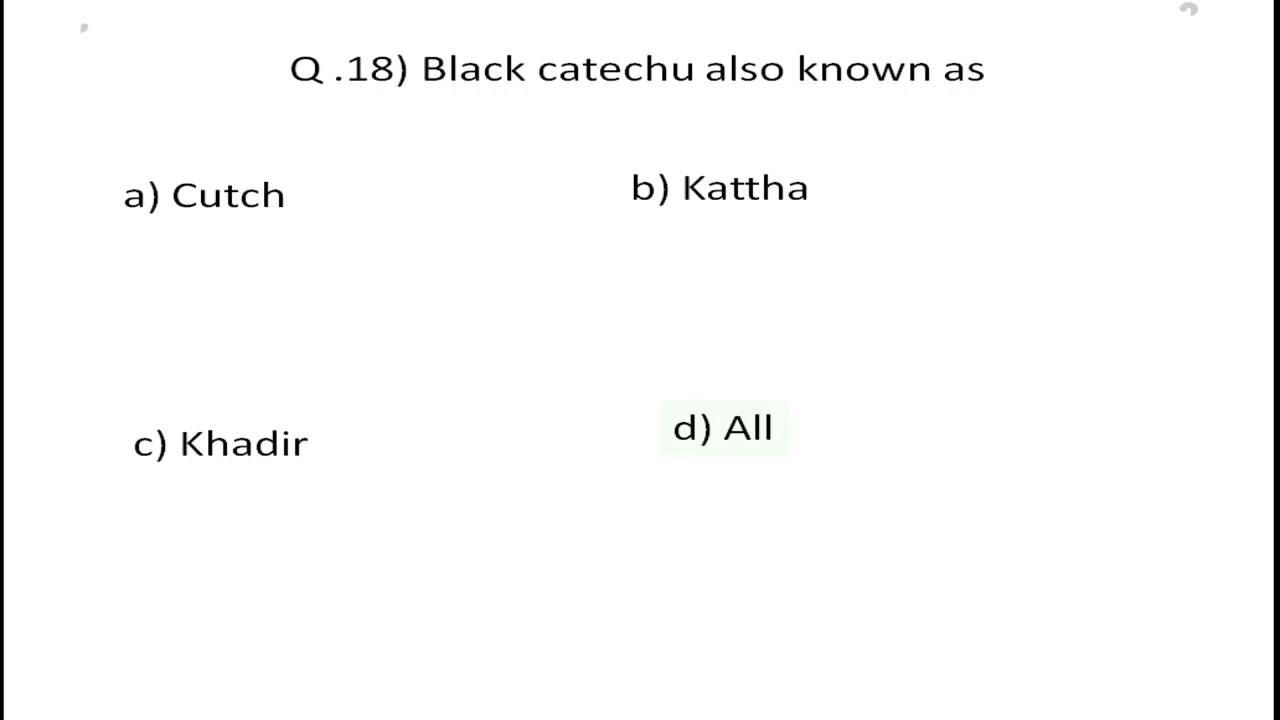 Q .18) Black catechu also known as
a) Cutch
b) Kattha
c) Khadir
d) All